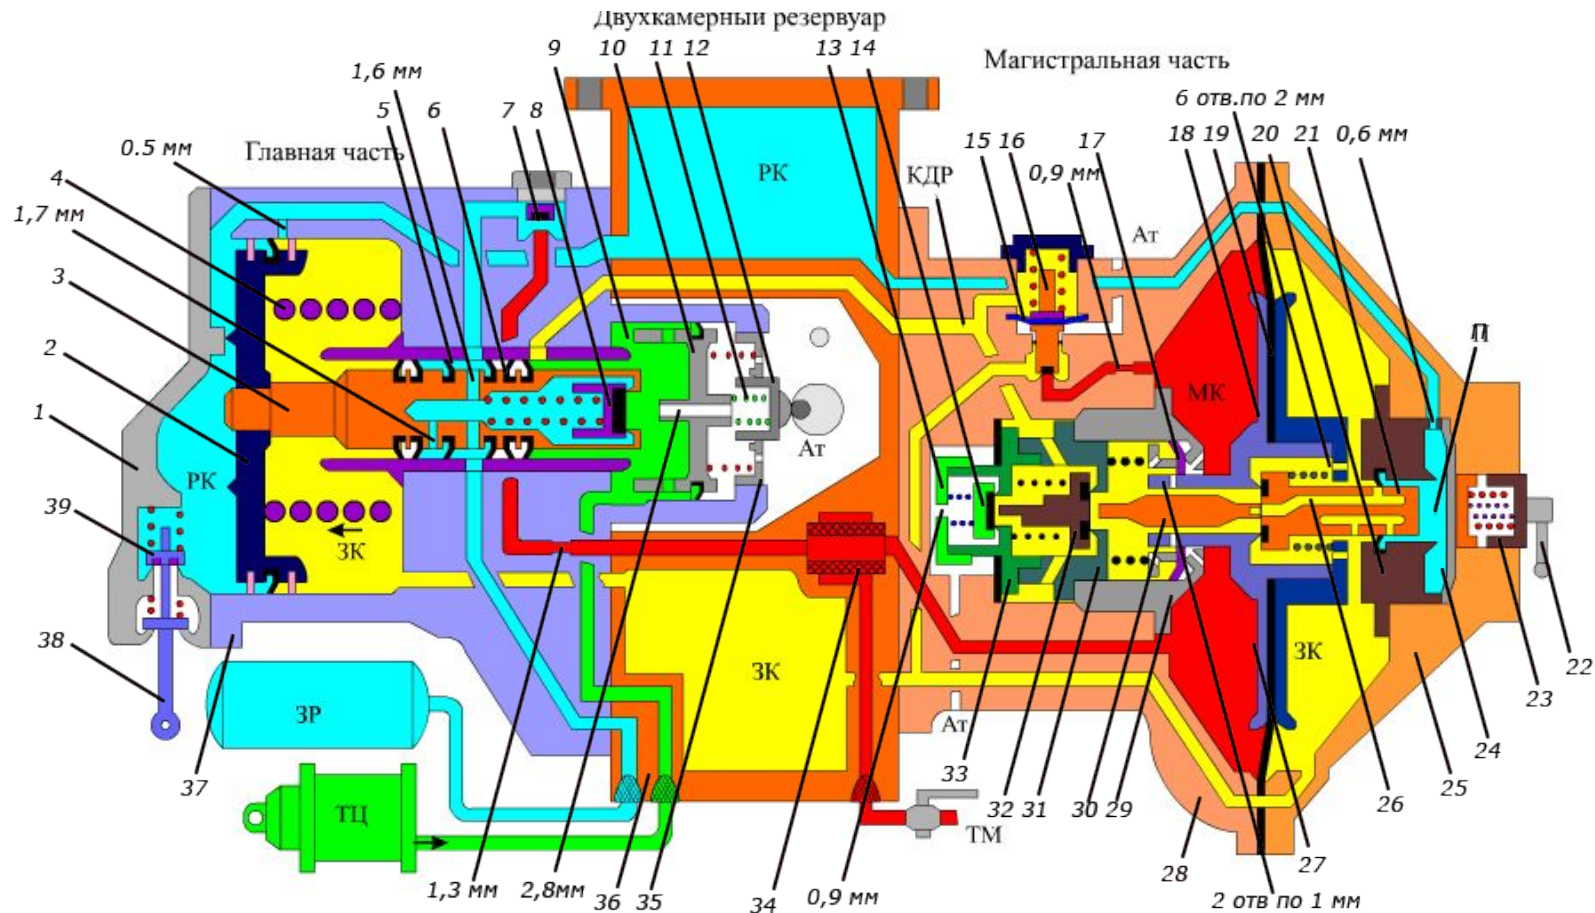 Двухкамерный резервуар
9 10 11 12 13 14
Магистральная часть
1,6 мм
5 6 7 8
15 16 17
6 отв.по 2 мм
18 19 20 21 0,6 мм
0.5 мм
Главная часть
РК
КДР
0,9 мм
Ат
4
1,7 мм
3
2
1
П
МК
Ат
РК
39
ЗК
38
ЗР
ЗК
ЗК
22
23
24
25
26
37
ТЦ
Ат
33
32 31 30 29
28
27
ТМ
1,3 мм
2,8мм
36 35 34
0,9 мм
2 отв по 1 мм